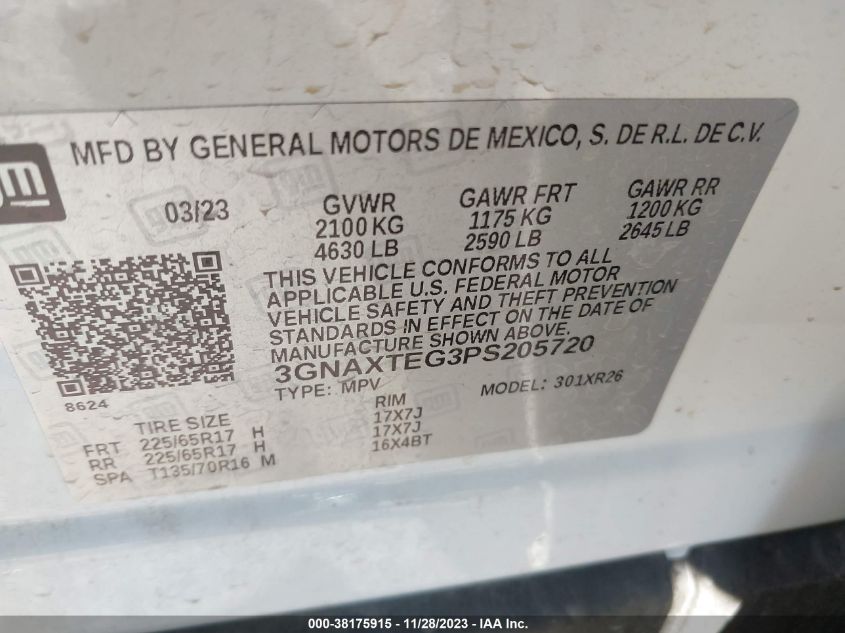 gm
MFD BY GENERAL MOTORS DE MEXICO, S. DE R.L. DE C.V.
03/23 GVWR GAWR FRT GAWR RR
2100 KG 1175 KG 1200 KG
4630 LB 2590 LB 2645 LB
THIS VEHICLE CONFORMS TO ALL
APPLICABLE U.S. FEDERAL MOTOR
VEHICLE SAFETY AND THEFT PREVENTION
STANDARDS IN EFFECT ON THE DATE OF
MANUFACTURE SHOWN ABOVE.
3GNAXTEG3PS205720
8624
TYPE: MPV MODEL: 301XR26
TIRE SIZE RIM
FRT 225/65R17 H 17X7J
RR 225/65R17 H 17X7J
SPA T135/70R16 M 16X4BT
000-38175915 - 11/28/2023 - IAA Inc.